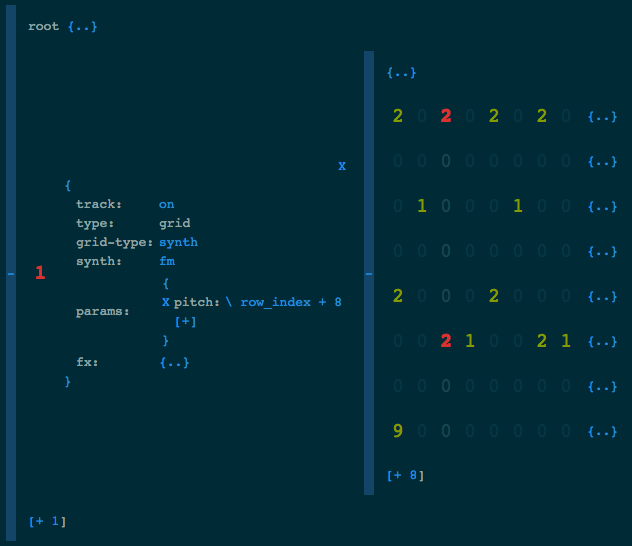 root {..}
X
{
track: on
type: grid
grid-type: synth
synth: fm
params: {
X pitch: \ row_index + 8
[+]
}
fx: {..}
}
1
-
[+ 1]
-
{..}
2 0 2 0 2 0 2 0 {..}
0 0 0 0 0 0 0 0 {..}
0 1 0 0 0 1 0 0 {..}
0 0 0 0 0 0 0 0 {..}
2 0 0 0 2 0 0 0 {..}
0 0 2 1 0 0 2 1 {..}
0 0 0 0 0 0 0 0 {..}
9 0 0 0 0 0 0 0 {..}
[+ 8]